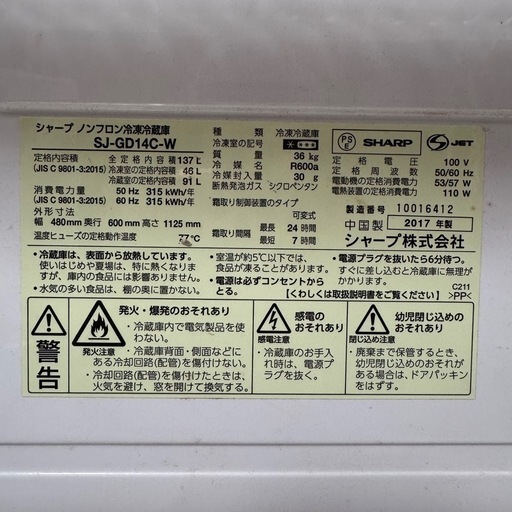 シャープ ノンフロン冷凍冷蔵庫
SJ-GD14C-W
定格内容積 全定格内容積 137 L
(JIS C 9801-3:2015) 冷凍室の定格内容積 46 L
冷蔵室の定格内容積 91 L
消費電力量 50 Hz 315 kWh/年
(JIS C 9801-3:2015) 60 Hz 315 kWh/年
外形寸法
幅 480mm 奥行 600mm 高さ 1125 mm
温度ヒューズの定格動作温度 77℃
種類 冷凍冷蔵庫
冷凍室の記号
質量 36 kg
冷媒 R600a
冷媒封入量 30 g
断熱発泡ガス シクロペンタン
霜取り制御装置のタイプ
霜取り間隔 最長 24 時間
最短 7 時間
PSE SHARP S JET
定格電圧 100 V
定格周波数 50/60 Hz
電動機の定格消費電力 53/57 W
電熱装置の定格消費電力 110 W
製造番号 10016412
中国製 2017 年製
シャープ株式会社
・冷蔵庫は、表面から放熱しています。
使いはじめや夏場は、特に熱く感じることが
ありますが、庫内の食品には影響ありません。
・水気の多い食品は、棚の奥に置かない。
・室温が約5℃以下では、
食品が凍ることがあります。
・電源は必ずコンセントから
とる。
・電源プラグを抜いたら6分待つ。
すぐに差し込むと冷蔵庫に無理が
かかります。
【くわしくは取扱説明書をご覧ください】
C211
>PP<
警告
発火・爆発のおそれあり
発火注意
・冷蔵庫内で電気製品を使
わない。
・冷蔵庫背面・側面などに
ある冷却回路(配管)を傷付けない。
・冷却回路(配管)を傷付けたときは、
火気を避け、窓を開けて換気する。
感電の
おそれあり
感電注意
・冷蔵庫のお手入
れ時は、電源プ
ラグを抜く。
幼児閉じ込めの
おそれあり
・廃棄まで保管するとき、
幼児閉じ込めのおそれが
ある場合は、ドアパッキン
をはずす。